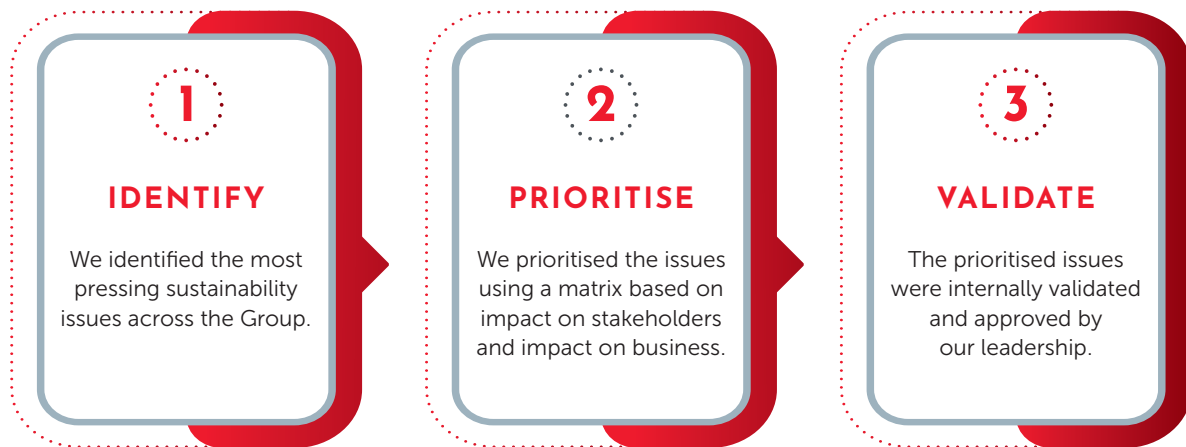 1
IDENTIFY
We identified the most
pressing sustainability
issues across the Group.
2
PRIORITISE
We prioritised the issues
using a matrix based on
impact on stakeholders
and impact on business.
3
VALIDATE
The prioritised issues
were internally validated
and approved by
our leadership.